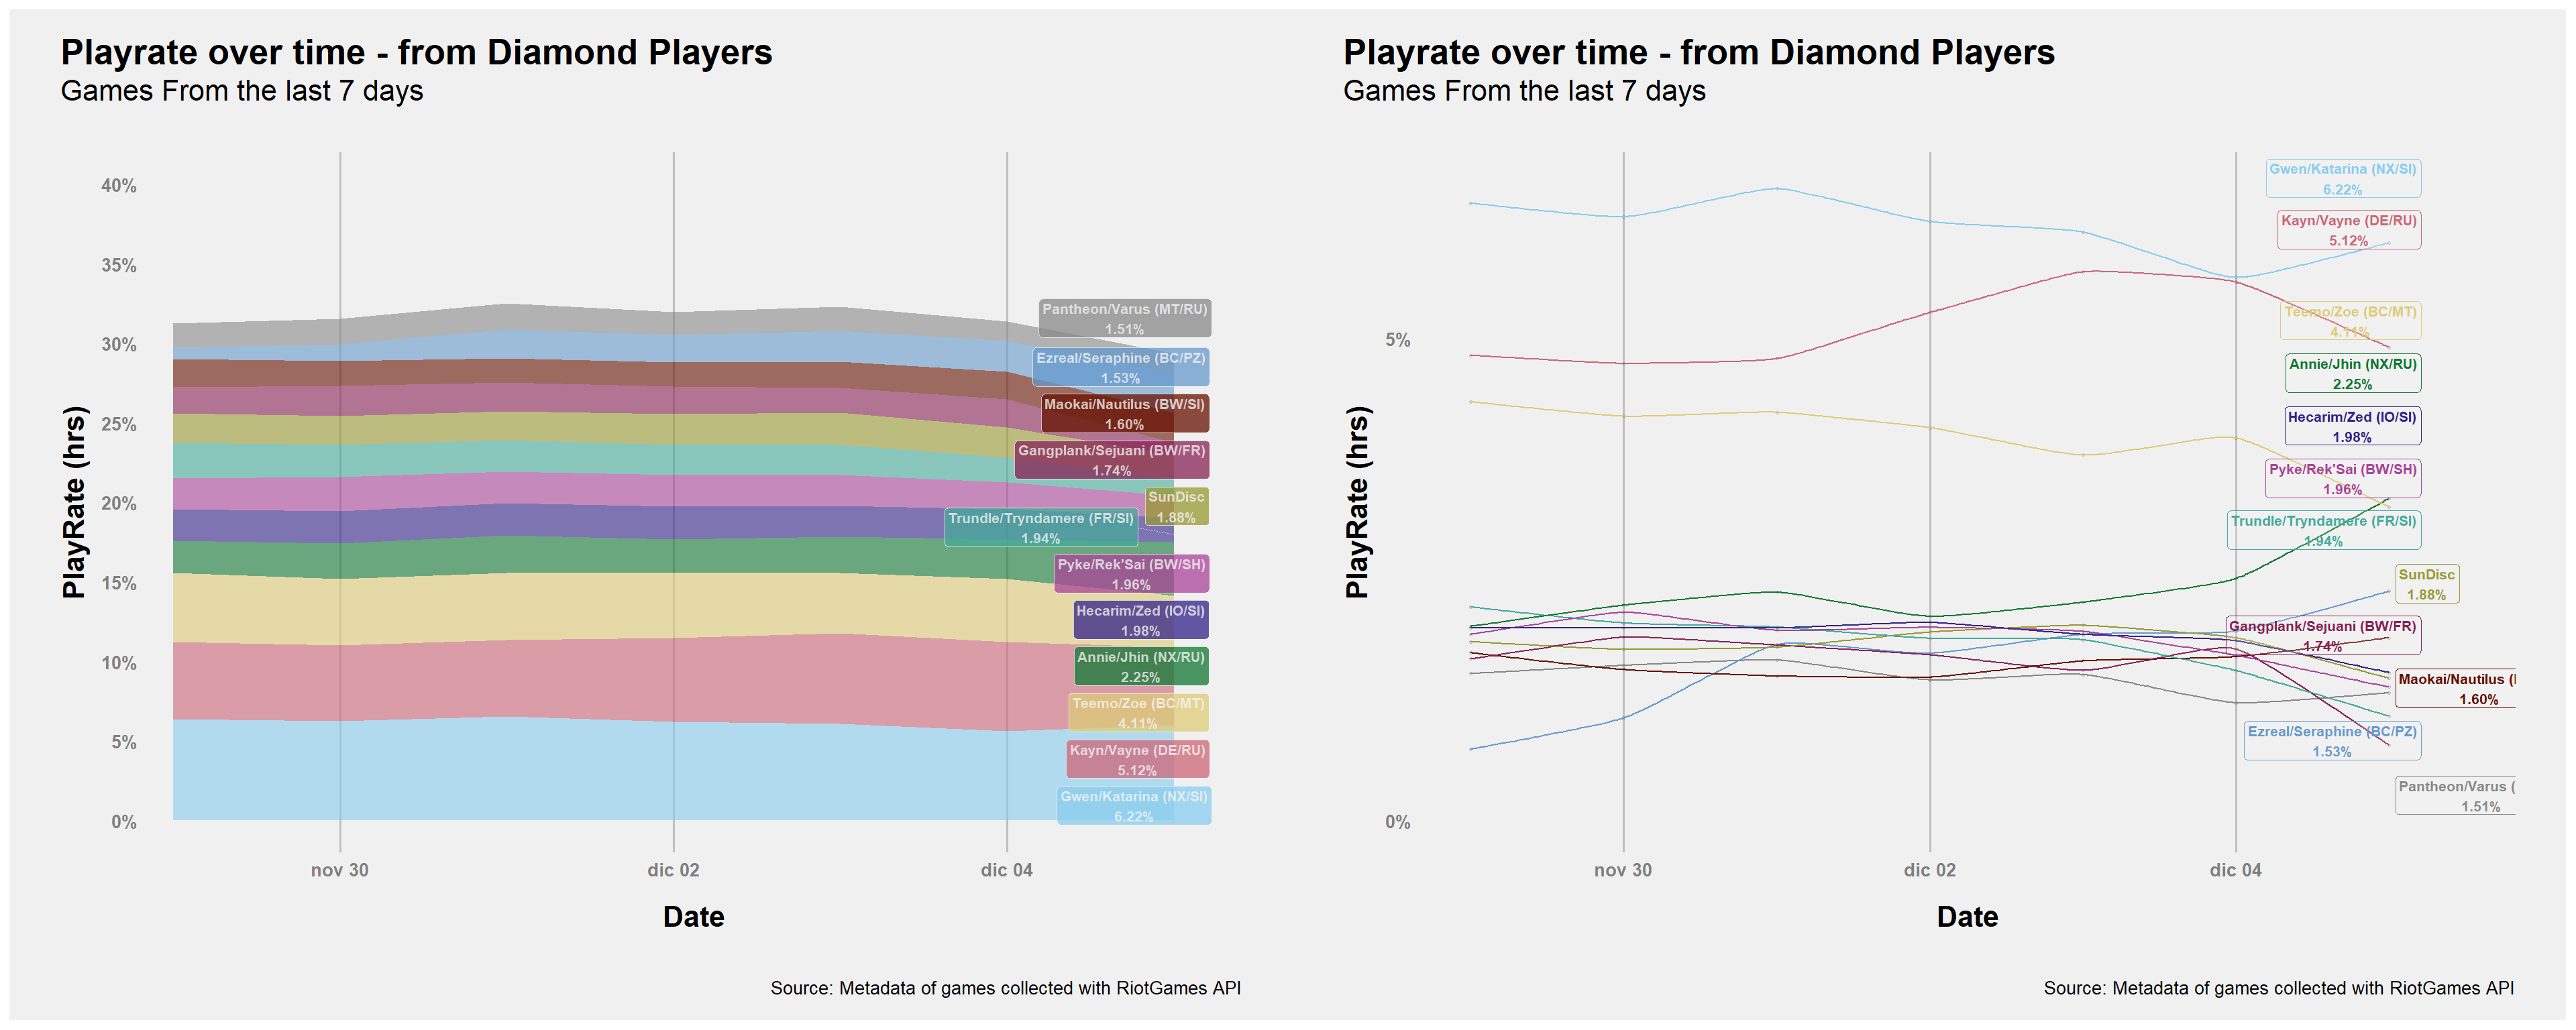 Playrate over time - from Diamond Players
Games From the last 7 days
PlayRate (hrs)
40%
35%
30%
25%
20%
15%
10%
5%
0%
Pantheon/Varus (MT/RU)
1.51%
Ezreal/Seraphine (BC/PZ)
1.53%
Maokai/Nautilus (BW/SI)
1.60%
Gangplank/Sejuani (BW/FR)
1.74%
SunDisc
1.88%
Trundle/Tryndamere (FR/SI)
1.94%
Pyke/Rek'Sai (BW/SH)
1.96%
Hecarim/Zed (IO/SI)
1.98%
Annie/Jhin (NX/RU)
2.25%
Teemo/Zoe (BC/MT)
4.11%
Kayn/Vayne (DE/RU)
5.12%
Gwen/Katarina (NX/SI)
6.22%
nov 30
dic 02
dic 04
Date
Source: Metadata of games collected with RiotGames API
Playrate over time - from Diamond Players
Games From the last 7 days
PlayRate (hrs)
5%
0%
Gwen/Katarina (NX/SI)
6.22%
Kayn/Vayne (DE/RU)
5.12%
Teemo/Zoe (BC/MT)
4.11%
Annie/Jhin (NX/RU)
2.25%
Hecarim/Zed (IO/SI)
1.98%
Pyke/Rek'Sai (BW/SH)
1.96%
Trundle/Tryndamere (FR/SI)
1.94%
SunDisc
1.88%
Gangplank/Sejuani (BW/FR)
1.74%
Maokai/Nautilus (
1.60%
Ezreal/Seraphine (BC/PZ)
1.53%
Pantheon/Varus (
1.51%
nov 30
dic 02
dic 04
Date
Source: Metadata of games collected with RiotGames API